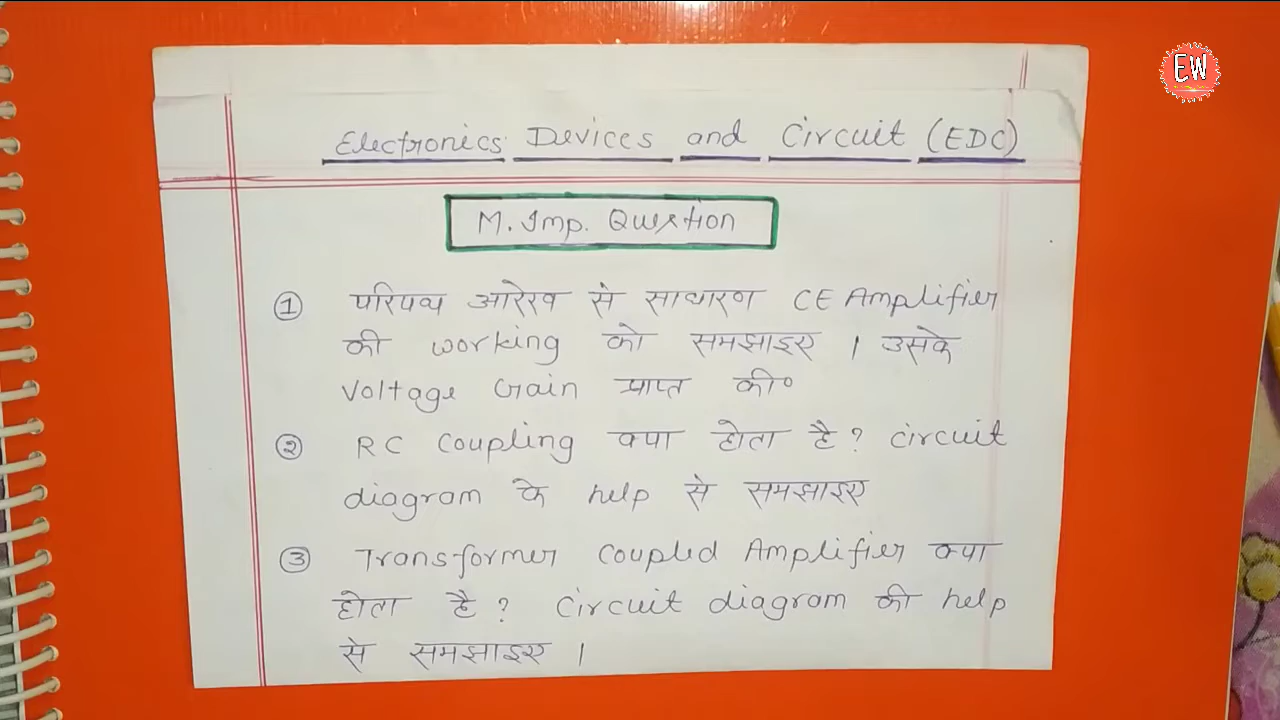 EW
Electronics Devices and Circuit (EDC)
M. Imp. Question
① परिपथ आरेख से साधारण CE Amplifier
की working को समझाइए । उसके
Voltage Gain प्राप्त की०
② RC Coupling क्या होता है ? Circuit
diagram के help से समझाइए
③ Transformer Coupled Amplifier क्या
होता है ? Circuit diagram की help
से समझाइए ।